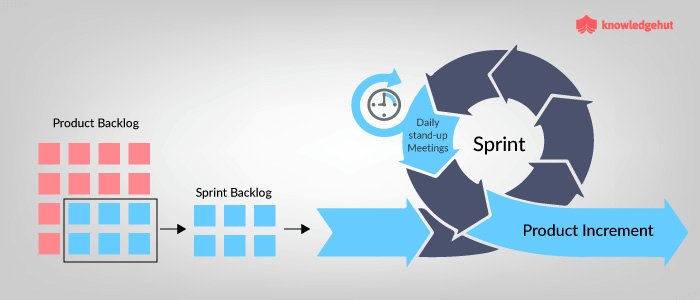 knowledgehut
Product Backlog
Sprint Backlog
Daily
stand-up
Meetings
Sprint
Product Increment